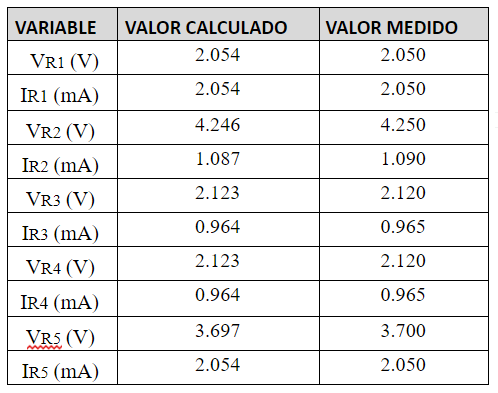 VARIABLE VALOR CALCULADO VALOR MEDIDO
VR1 (V) 2.054 2.050
IR1 (mA) 2.054 2.050
VR2 (V) 4.246 4.250
IR2 (mA) 1.087 1.090
VR3 (V) 2.123 2.120
IR3 (mA) 0.964 0.965
VR4 (V) 2.123 2.120
IR4 (mA) 0.964 0.965
VR5 (V) 3.697 3.700
IR5 (mA) 2.054 2.050